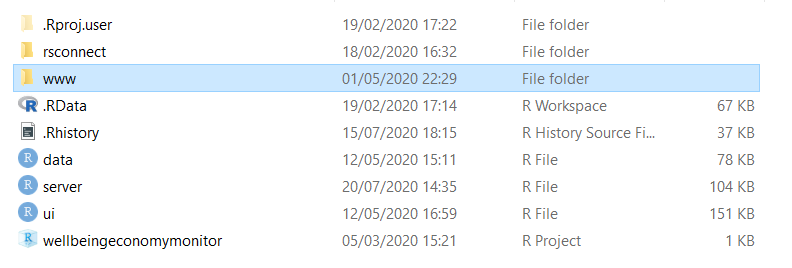 .Rproj.user 19/02/2020 17:22 File folder
rsconnect 18/02/2020 16:32 File folder
www 01/05/2020 22:29 File folder
.RData 19/02/2020 17:14 R Workspace 67 KB
.Rhistory 15/07/2020 18:15 R History Source Fi... 37 KB
data 12/05/2020 15:11 R File 78 KB
server 20/07/2020 14:35 R File 104 KB
ui 12/05/2020 16:59 R File 151 KB
wellbeingeconomymonitor 05/03/2020 15:21 R Project 1 KB